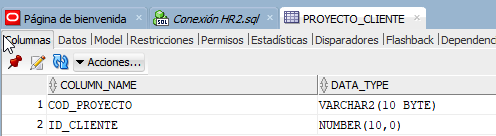 Página de bienvenida Conexión HR2.sql PROYECTO_CLIENTE
Columnas Datos Model Restricciones Permisos Estadísticas Disparadores Flashback Dependenc
Acciones...
COLUMN_NAME DATA_TYPE
1 COD_PROYECTO VARCHAR2(10 BYTE)
2 ID_CLIENTE NUMBER(10,0)